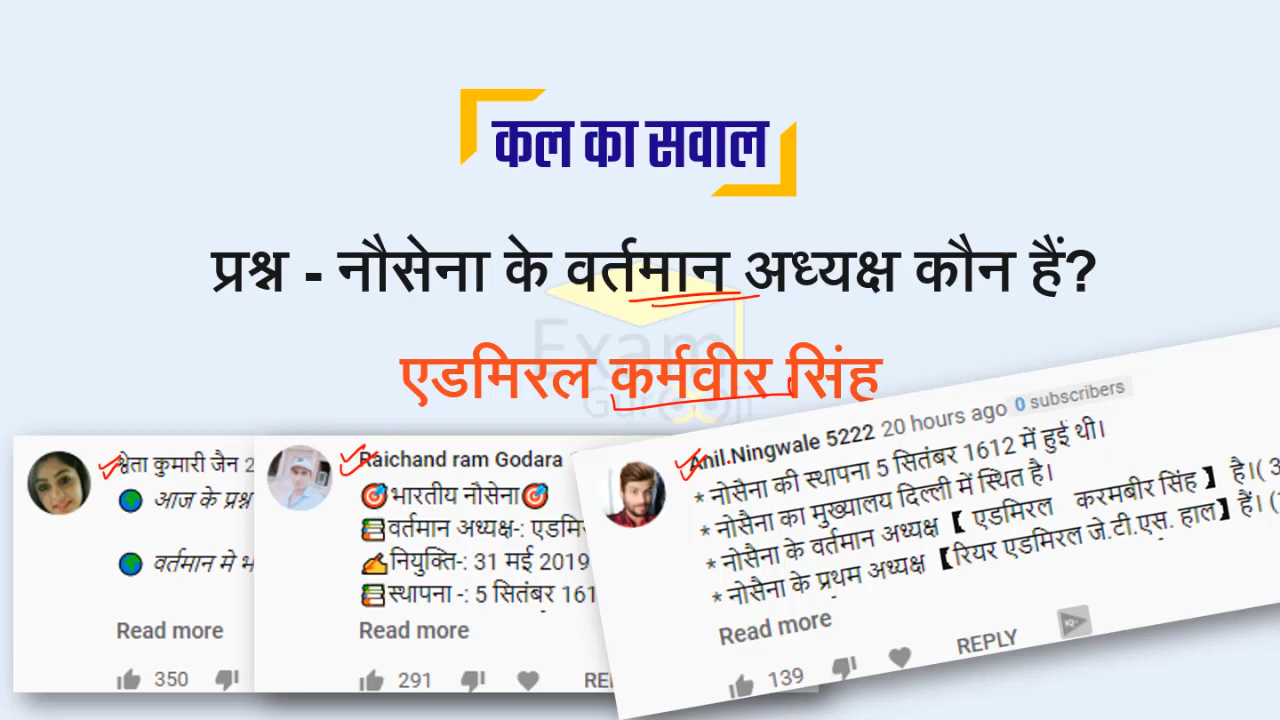 कल का सवाल
प्रश्न - नौसेना के वर्तमान अध्यक्ष कौन हैं?
Exam
Guruji
एडमिरल कर्मवीर सिंह
श्वेता कुमारी जैन 2
आज के प्रश्न
वर्तमान मे भ
Read more
350
Raichand ram Godara
भारतीय नौसेना
वर्तमान अध्यक्ष-: एडमि
नियुक्ति-: 31 मई 2019
स्थापना -: 5 सितंबर 161
Read more
291
Anil.Ningwale 5222 20 hours ago 0 subscribers
* नोसैना की स्थापना 5 सितंबर 1612 में हुई थी।
* नोसैना का मुख्यालय दिल्ली में स्थित है।
* नोसैना के वर्तमान अध्यक्ष 【 एडमिरल करमबीर सिंह 】 है।(
* नोसैना के प्रथम अध्यक्ष 【रियर एडमिरल जे.टी.एस. हाल】 हैं। (
Read more
139
REPLY